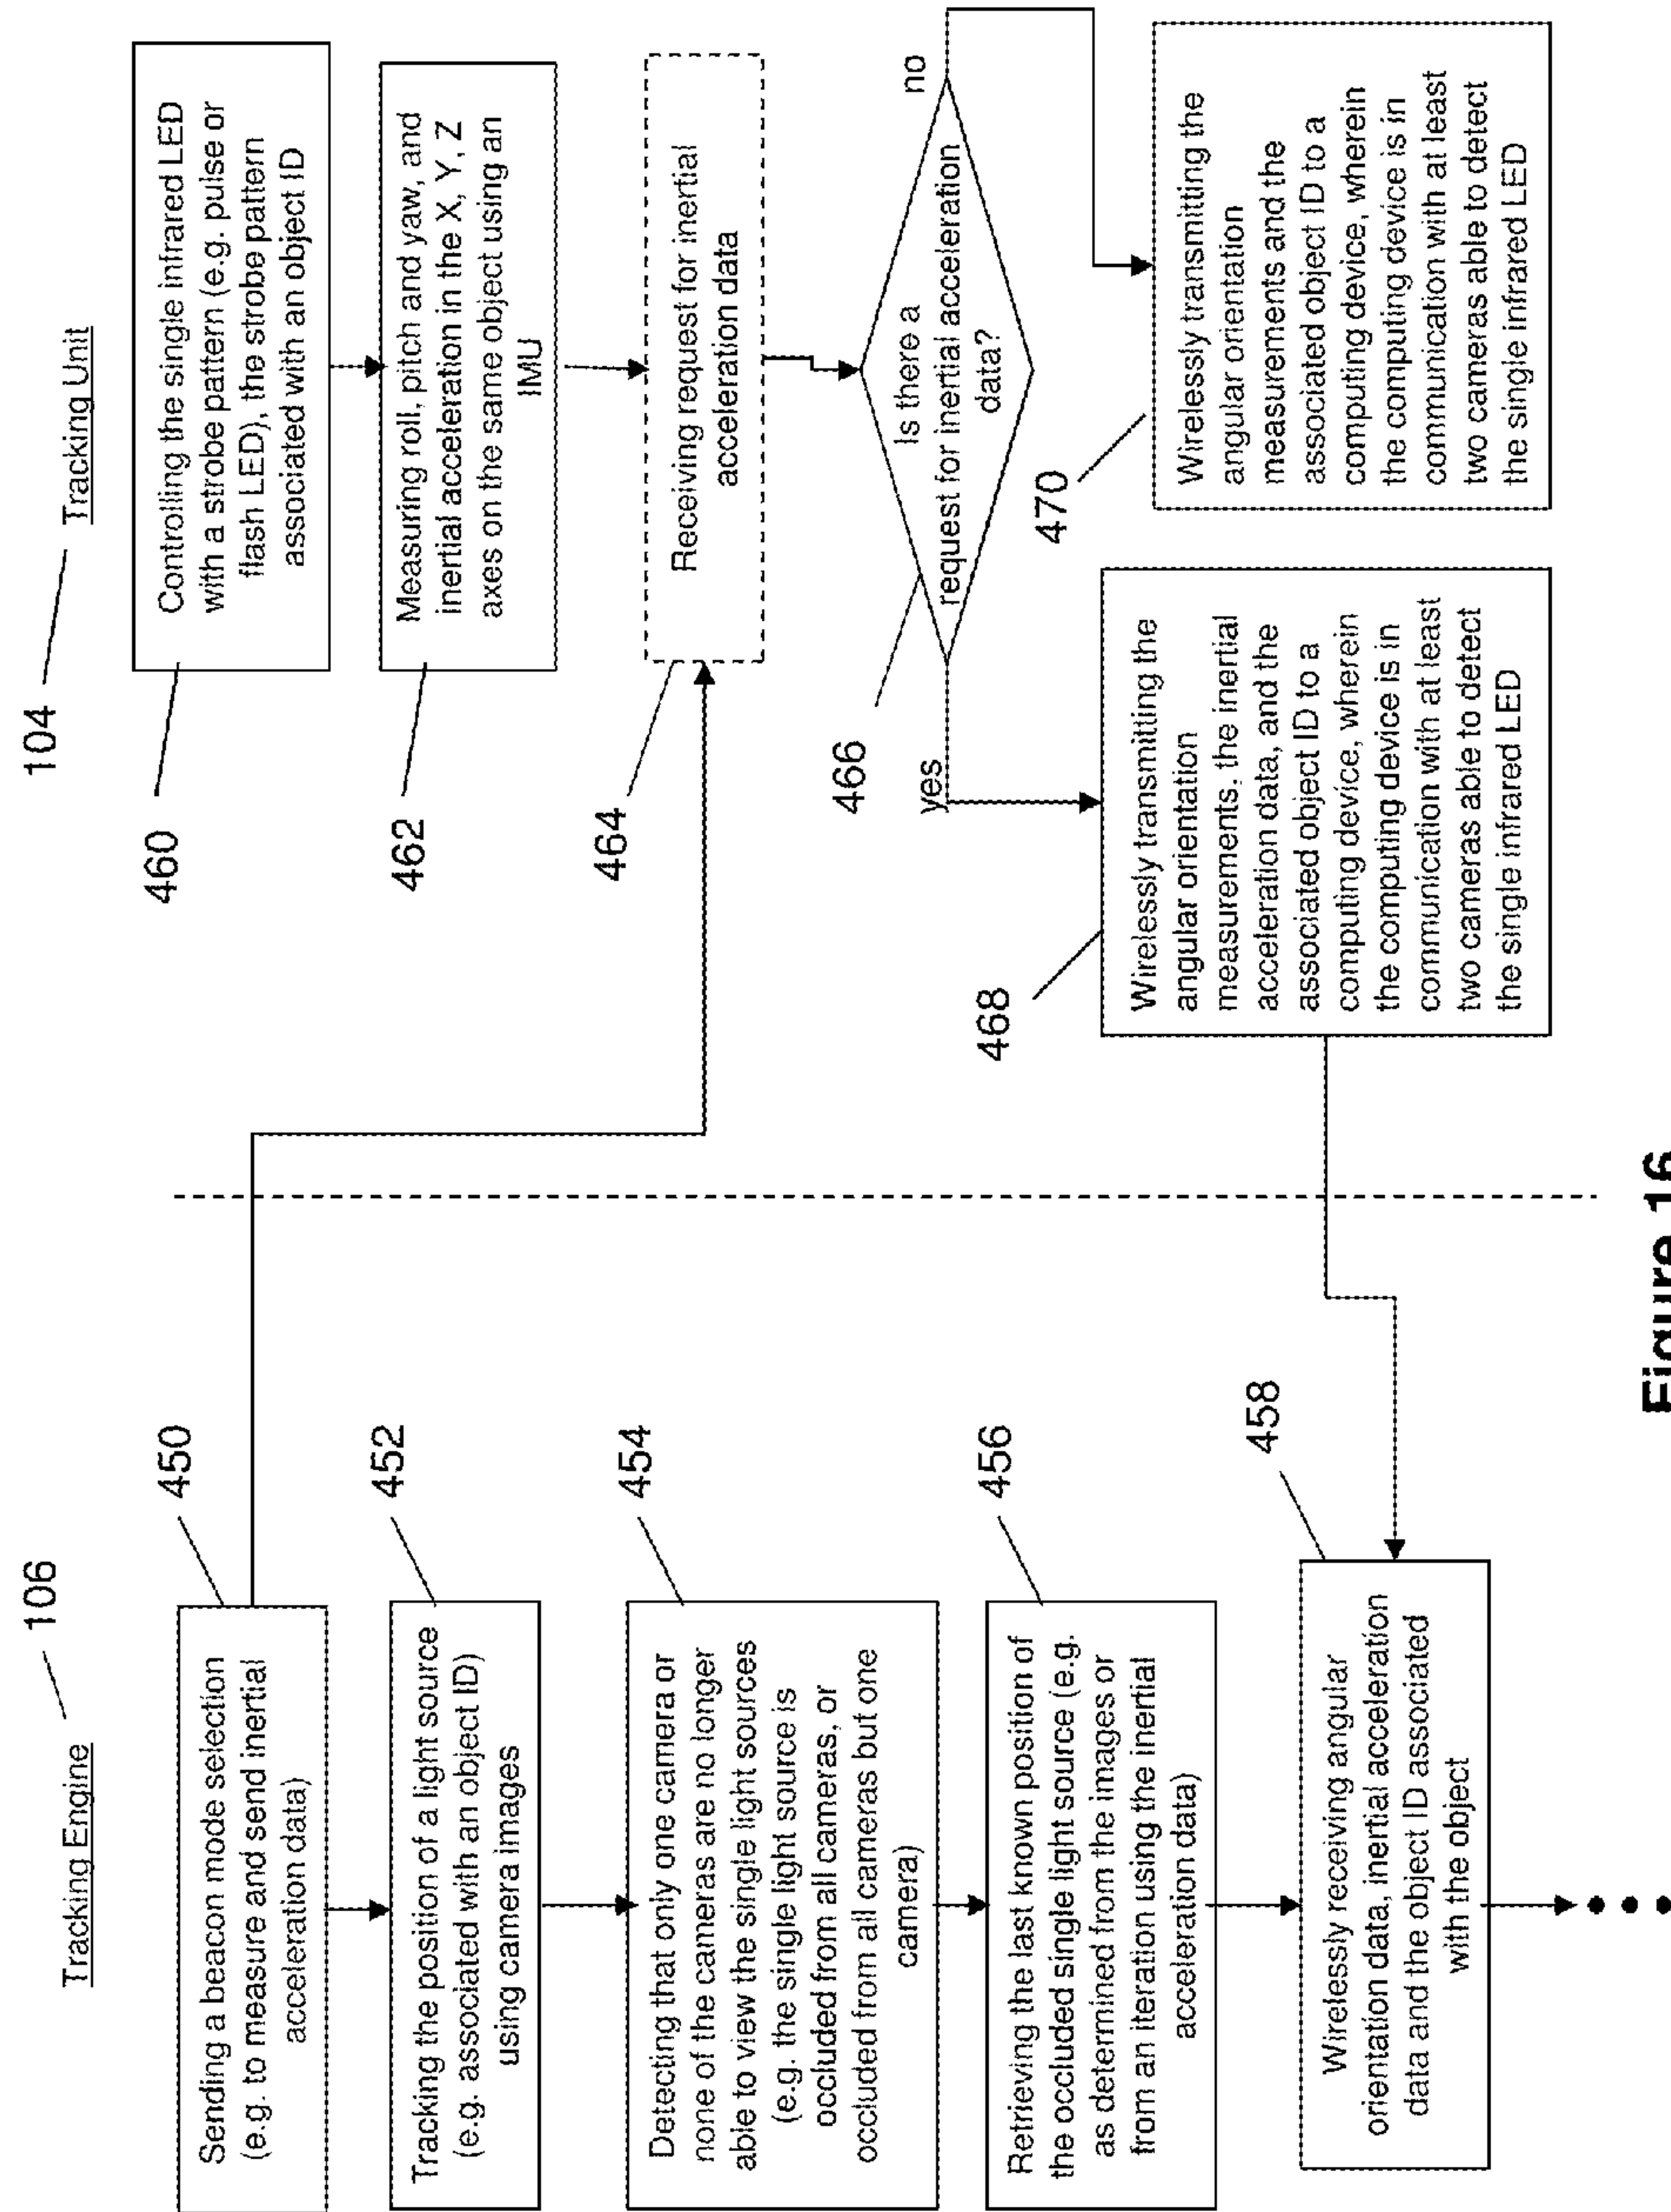 Tracking Engine
106
Sending a beacon mode selection
(e.g. to measure and send inertial
acceleration data)
450
Tracking the position of a light source
(e.g. associated with an object ID)
using camera images
452
Detecting that only one camera or
none of the cameras are no longer
able to view the single light sources
(e.g. the single light source is
occluded from all cameras, or
occluded from all cameras but one
camera)
454
Retrieving the last known position of
the occluded single light source (e.g.
as determined from the images or
from an iteration using the inertial
acceleration data)
456
Wirelessly receiving angular
orientation data, inertial acceleration
data and the object ID associated
with the object
458
104
Tracking Unit
460
Controlling the single infrared LED
with a strobe pattern (e.g. pulse or
flash LED), the strobe pattern
associated with an object ID
462
Measuring roll, pitch and yaw, and
inertial acceleration in the X, Y, Z
axes on the same object using an
IMU
464
Receiving request for inertial
acceleration data
466
Is there a
request for inertial acceleration
data?
yes
no
468
Wirelessly transmitting the
angular orientation
measurements, the inertial
acceleration data, and the
associated object ID to a
computing device, wherein
the computing device is in
communication with at least
two cameras able to detect
the single infrared LED
470
Wirelessly transmitting the
angular orientation
measurements and the
associated object ID to a
computing device, wherein
the computing device is in
communication with at least
two cameras able to detect
the single infrared LED
Figure 16